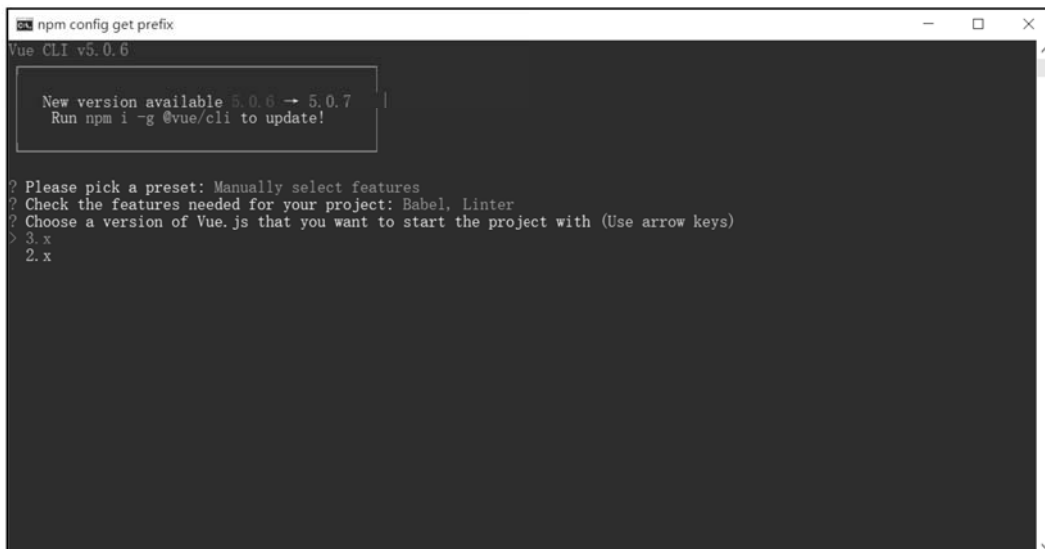 npm config get prefix
Vue CLI v5.0.6
New version available 5.0.6 → 5.0.7
Run npm i -g @vue/cli to update!
? Please pick a preset: Manually select features
? Check the features needed for your project: Babel, Linter
? Choose a version of Vue.js that you want to start the project with (Use arrow keys)
> 3.x
2.x